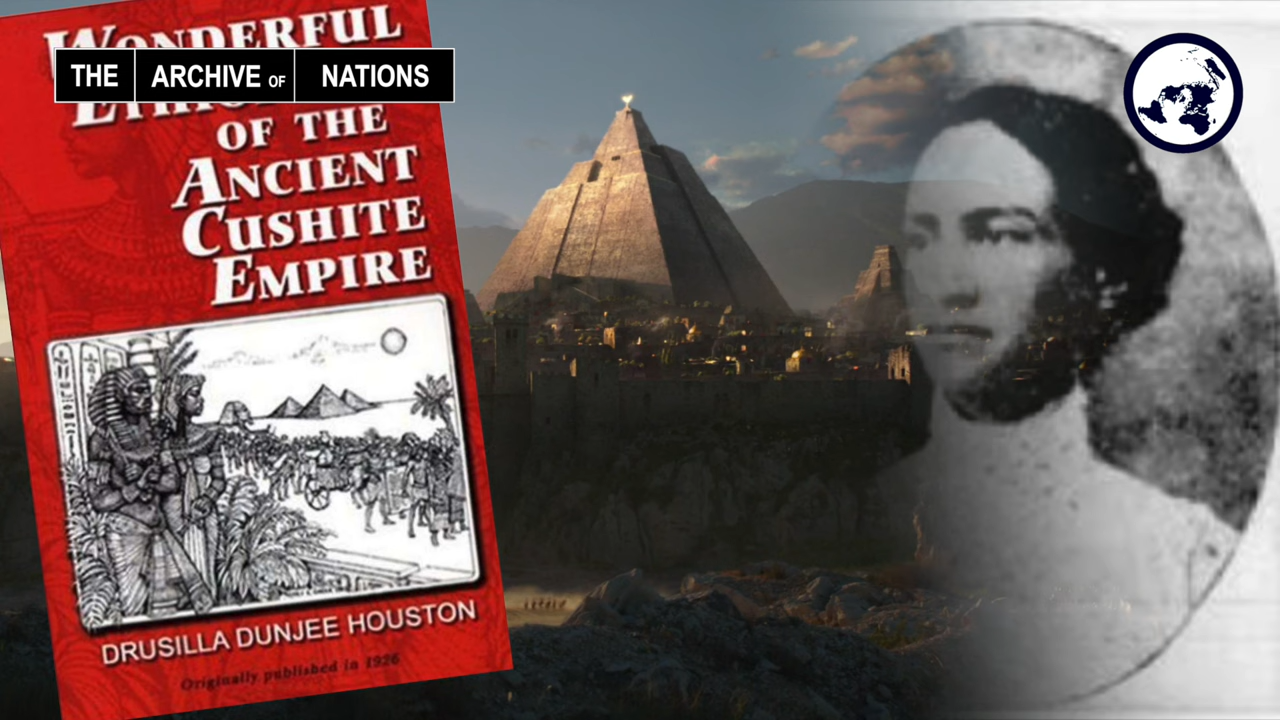 WONDERFUL
THE ARCHIVE OF NATIONS
OF THE
ANCIENT
CUSHITE
EMPIRE
DRUSILLA DUNJEE HOUSTON
Originally published in 1926